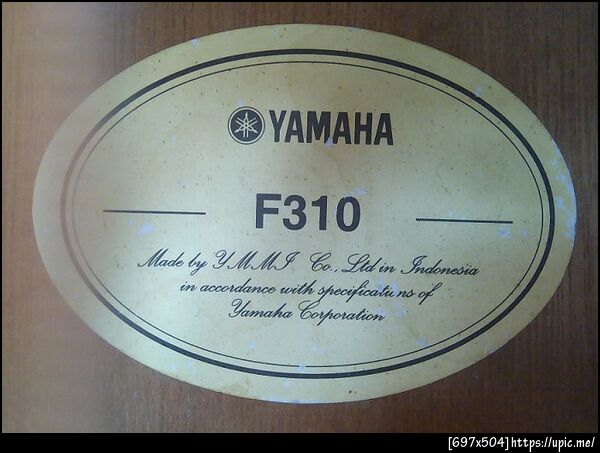 YAMAHA
F310
Made by YMMI Co., Ltd in Indonesia
in accordance with specifications of
Yamaha Corporation
[697x504]https://upic.me/